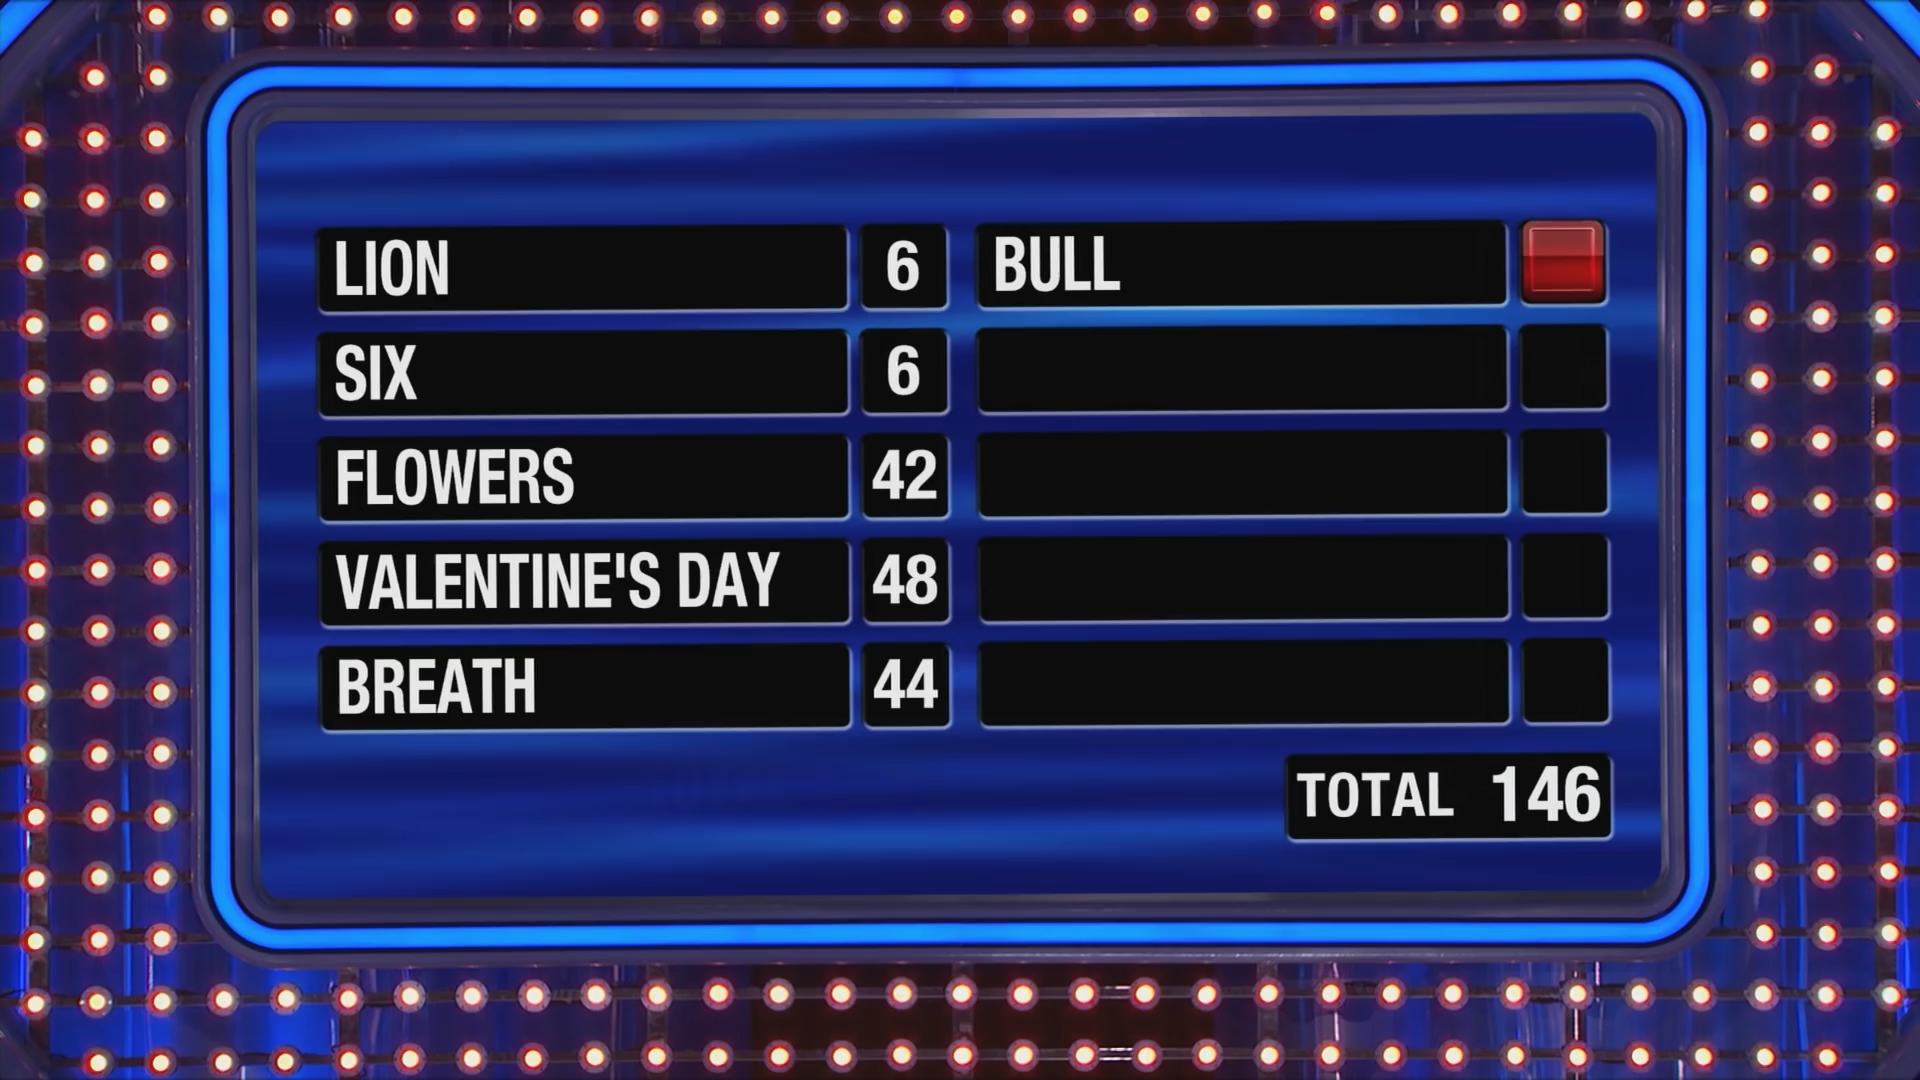 LION 6 BULL
SIX 6
FLOWERS 42
VALENTINE'S DAY 48
BREATH 44
TOTAL 146